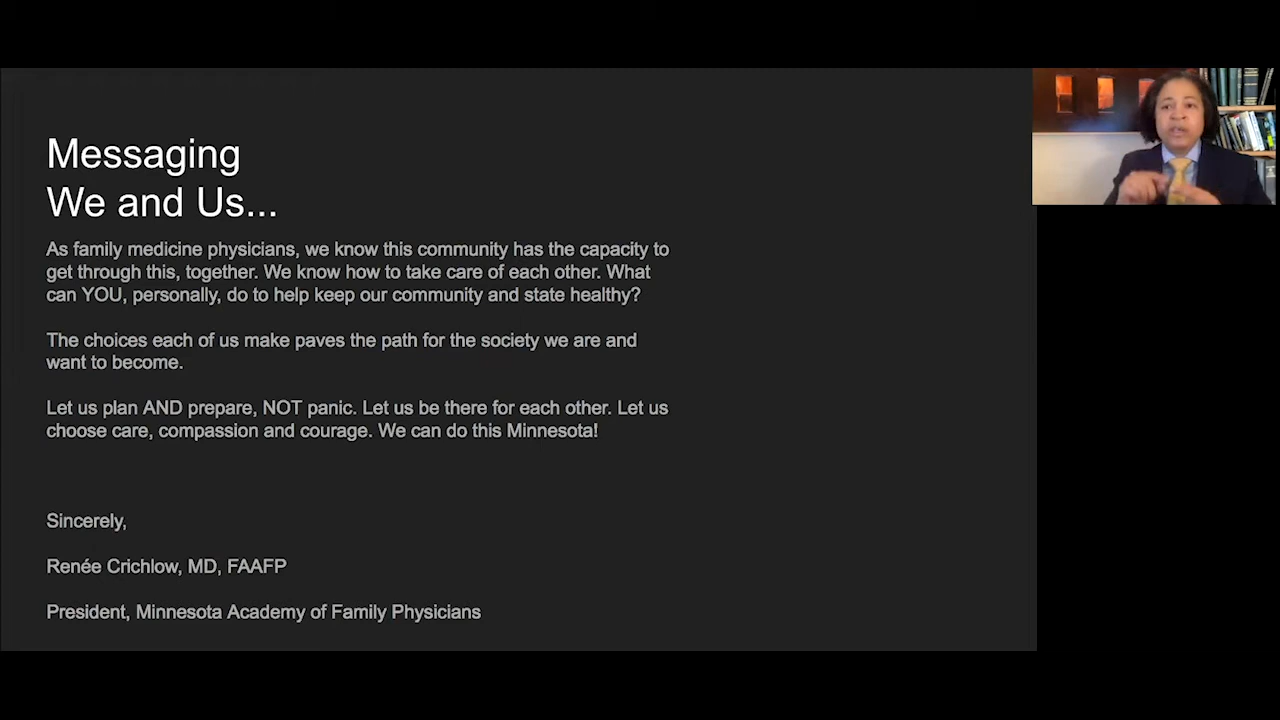 Messaging
We and Us...
As family medicine physicians, we know this community has the capacity to
get through this, together. We know how to take care of each other. What
can YOU, personally, do to help keep our community and state healthy?
The choices each of us make paves the path for the society we are and
want to become.
Let us plan AND prepare, NOT panic. Let us be there for each other. Let us
choose care, compassion and courage. We can do this Minnesota!
Sincerely,
Renée Crichlow, MD, FAAFP
President, Minnesota Academy of Family Physicians